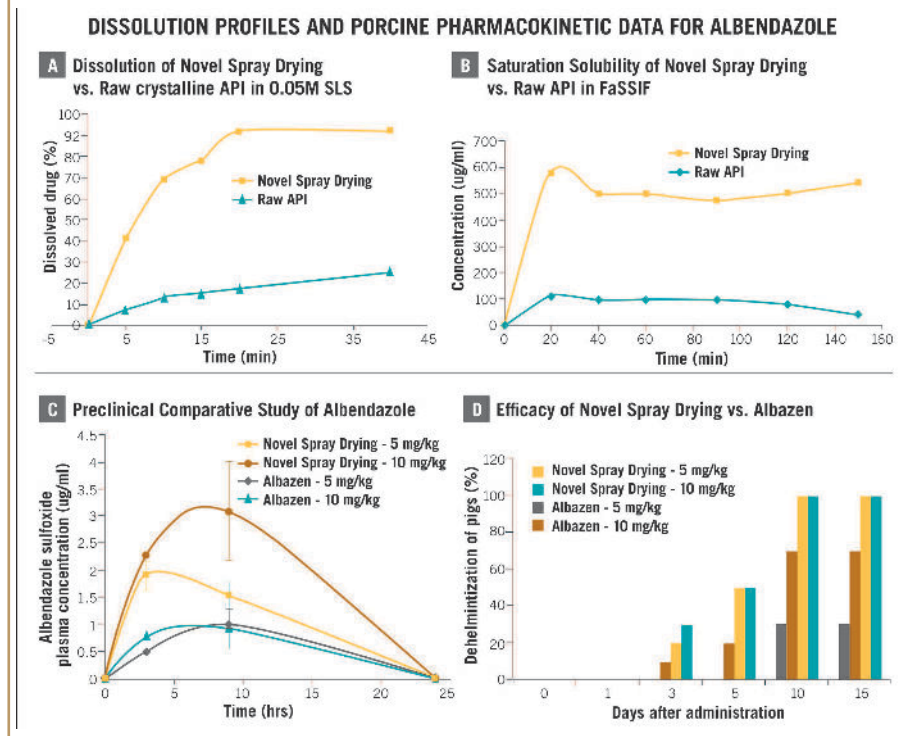 DISSOLUTION PROFILES AND PORCINE PHARMACOKINETIC DATA FOR ALBENDAZOLE
A Dissolution of Novel Spray Drying
vs. Raw crystalline API in 0.05M SLS
Dissolved drug (%)
100
92
80
70
60
50
40
30
20
10
0
-5
5
15
25
35
45
Time (min)
Novel Spray Drying
Raw API
B Saturation Solubility of Novel Spray Drying
vs. Raw API in FaSSIF
Concentration (ug/ml)
700
600
500
400
300
200
100
0
0
20
40
60
80
100
120
140
160
Time (min)
Novel Spray Drying
Raw API
C Preclinical Comparative Study of Albendazole
Albendazole sulfoxide
plasma concentration (ug/ml)
4.5
4
3.5
3
2.5
2
1.5
1
0.5
0
0
5
10
15
20
25
Time (hrs)
Novel Spray Drying - 5 mg/kg
Novel Spray Drying - 10 mg/kg
Albazen - 5 mg/kg
Albazen - 10 mg/kg
D Efficacy of Novel Spray Drying vs. Albazen
Dehelmintization of pigs (%)
120
100
80
60
40
20
0
0
1
3
5
10
15
Days after administration
Novel Spray Drying - 5 mg/kg
Novel Spray Drying - 10 mg/kg
Albazen - 5 mg/kg
Albazen - 10 mg/kg